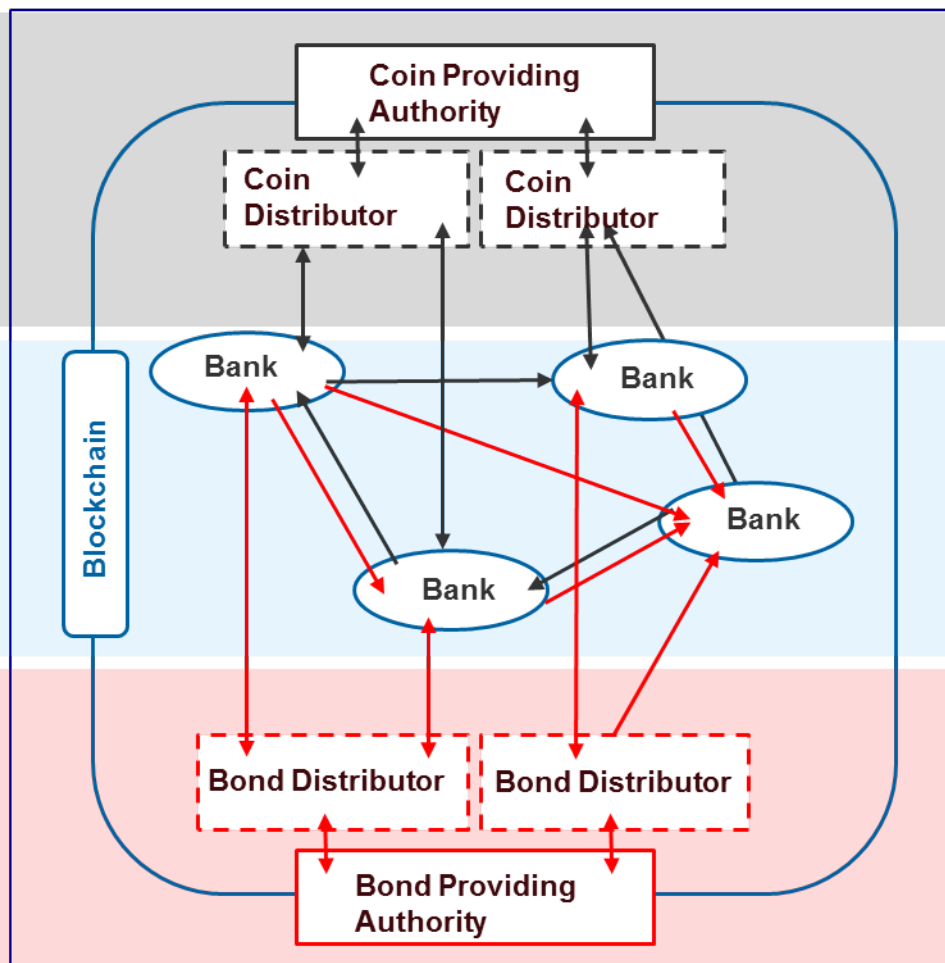 Coin Providing
Authority
Coin
Distributor
Coin
Distributor
Bank
Bank
Blockchain
Bank
Bank
Bond Distributor
Bond Distributor
Bond Providing
Authority